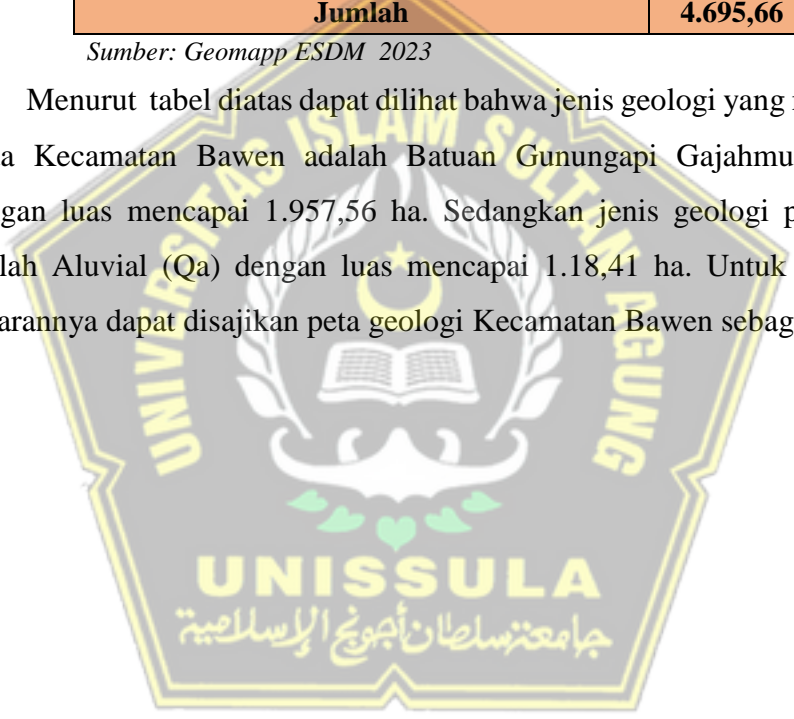 Jumlah 4.695,66
Sumber: Geomapp ESDM 2023
Menurut tabel diatas dapat dilihat bahwa jenis geologi yang
a Kecamatan Bawen adalah Batuan Gunungapi Gajahmu
gan luas mencapai 1.957,56 ha. Sedangkan jenis geologi p
lah Aluvial (Qa) dengan luas mencapai 1.18,41 ha. Untuk
arannya dapat disajikan peta geologi Kecamatan Bawen sebag
UNIVERSITAS ISLAM SULTAN AGUNG
UNISSULA
جامعة سلطان أجونج الإسلامية